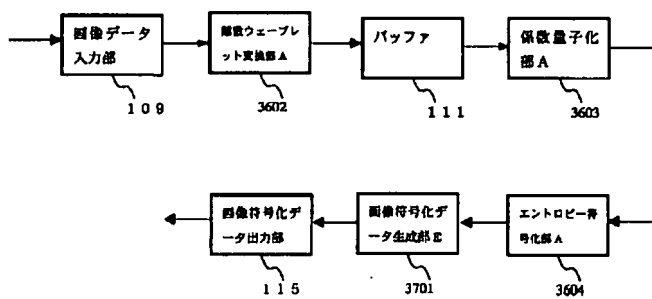 画像データ
入力部
離散ウェーブレ
ット変換部A
バッファ
係数量子化
部A
109
3602
111
3603
画像符号化デ
ータ出力部
画像符号化デ
ータ生成部E
エントロピー符
号化部A
115
3701
3604